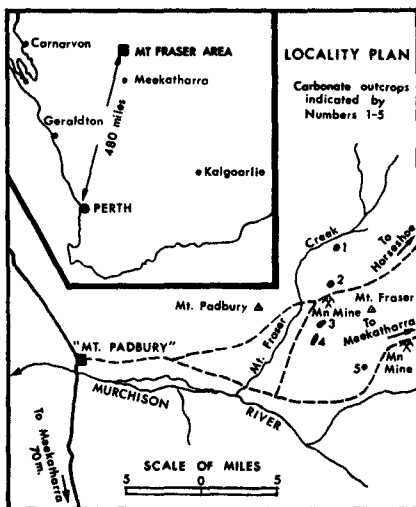 Carnarvon
MT FRASER AREA
Meekatharra
Geraldton
480 miles
Kalgoorlie
PERTH
LOCALITY PLAN
Carbonate outcrops
indicated by
Numbers 1-5
Creek
1
To
Horseshoe
2
Mt. Padbury
Mn Mine
Mt. Fraser
Mt. Fraser
3
To
Meekatharra
4
"MT. PADBURY"
5
Mn
Mine
MURCHISON
RIVER
To Meekatharra
70m.
SCALE OF MILES
5 0 5